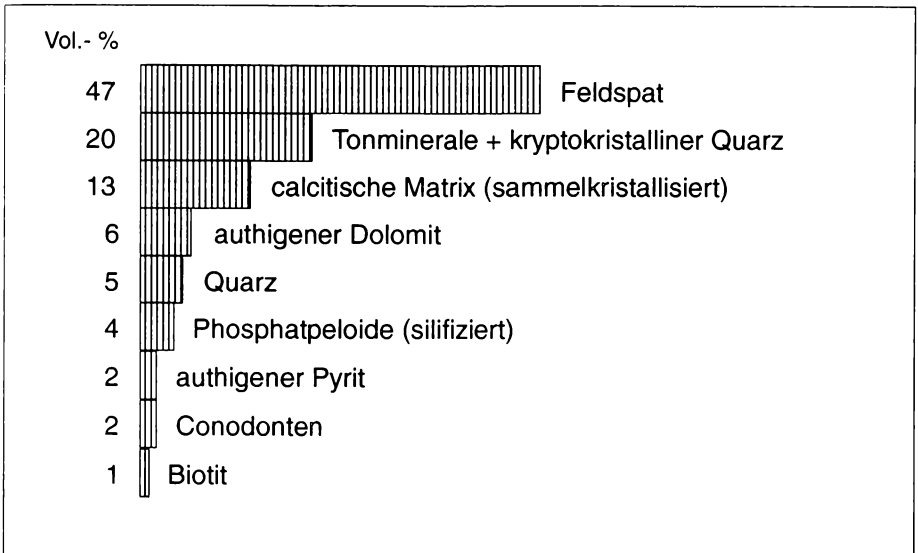 Vol.- %
47 Feldspat
20 Tonminerale + kryptokristalliner Quarz
13 calcitische Matrix (sammelkristallisiert)
6 authigener Dolomit
5 Quarz
4 Phosphatpeloide (silifiziert)
2 authigener Pyrit
2 Conodonten
1 Biotit